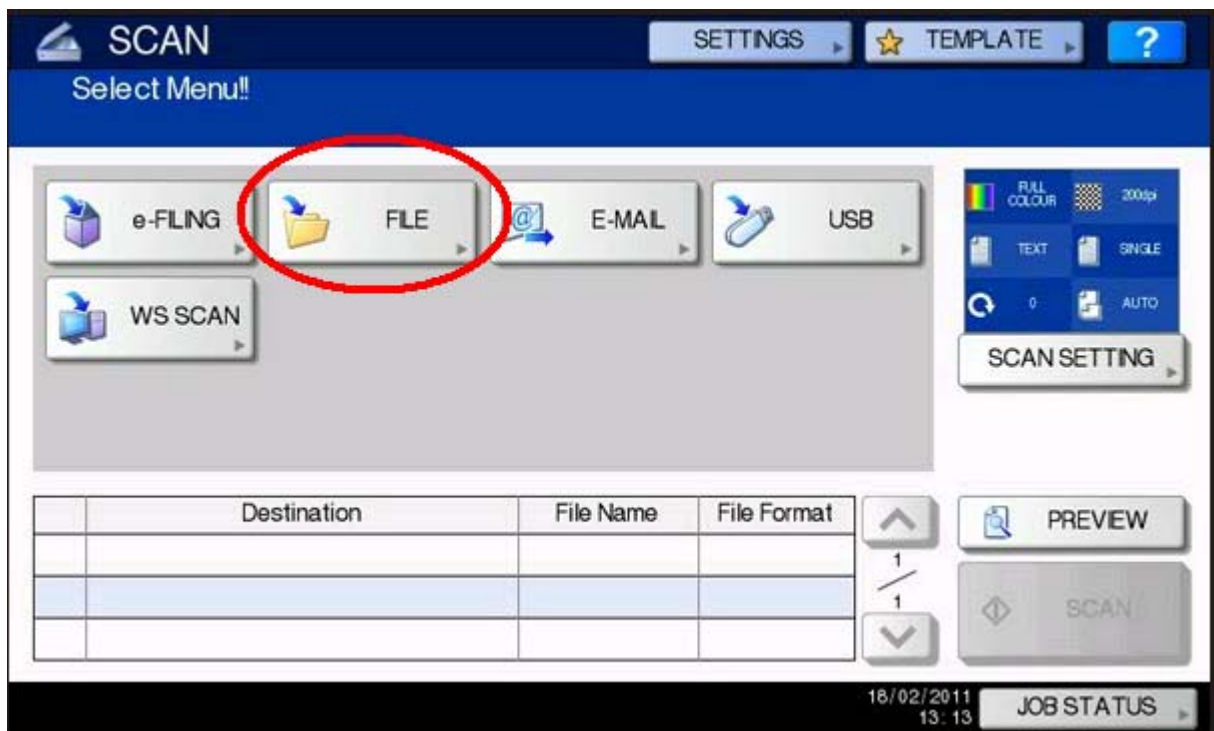 SCAN
SETTINGS
TEMPLATE
?
Select Menu!!
e-FILING
FILE
@
E-MAIL
USB
WS SCAN
FULL COLOUR
200dpi
TEXT
SINGLE
0
AUTO
SCAN SETTING
Destination
File Name
File Format
1
1
PREVIEW
SCAN
18/02/2011
13:13
JOB STATUS